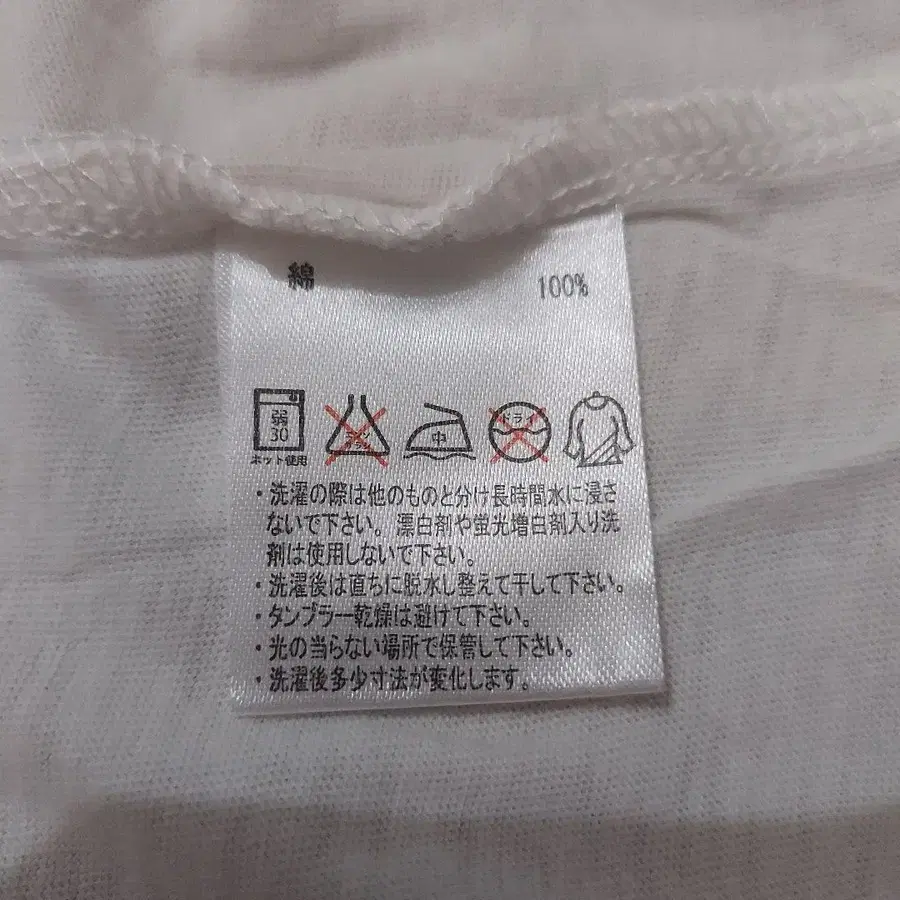 綿 100%
弱
30
ネット使用
エンソ
サラシ
中
ドライ
・洗濯の際は他のものと分け長時間水に浸さ
ないで下さい。漂白剤や蛍光増白剤入り洗
剤は使用しないで下さい。
・洗濯後は直ちに脱水し整えて干して下さい。
・タンブラー乾燥は避けて下さい。
・光の当らない場所で保管して下さい。
・洗濯後多少寸法が変化します。